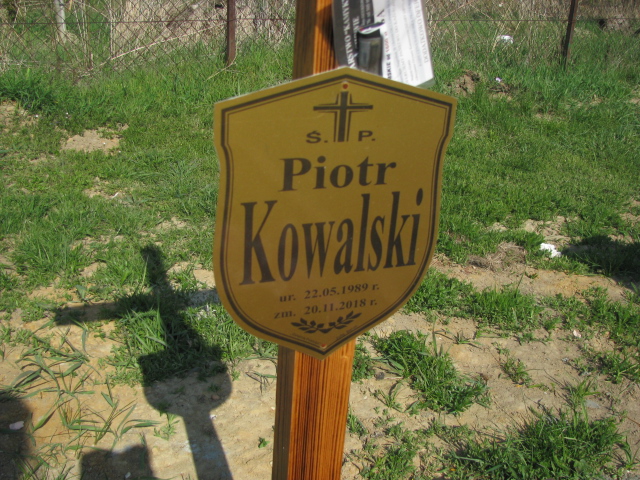 Ś. P.
Piotr
Kowalski
ur. 22.05.1989 r.
zm. 20.11.2018 r.